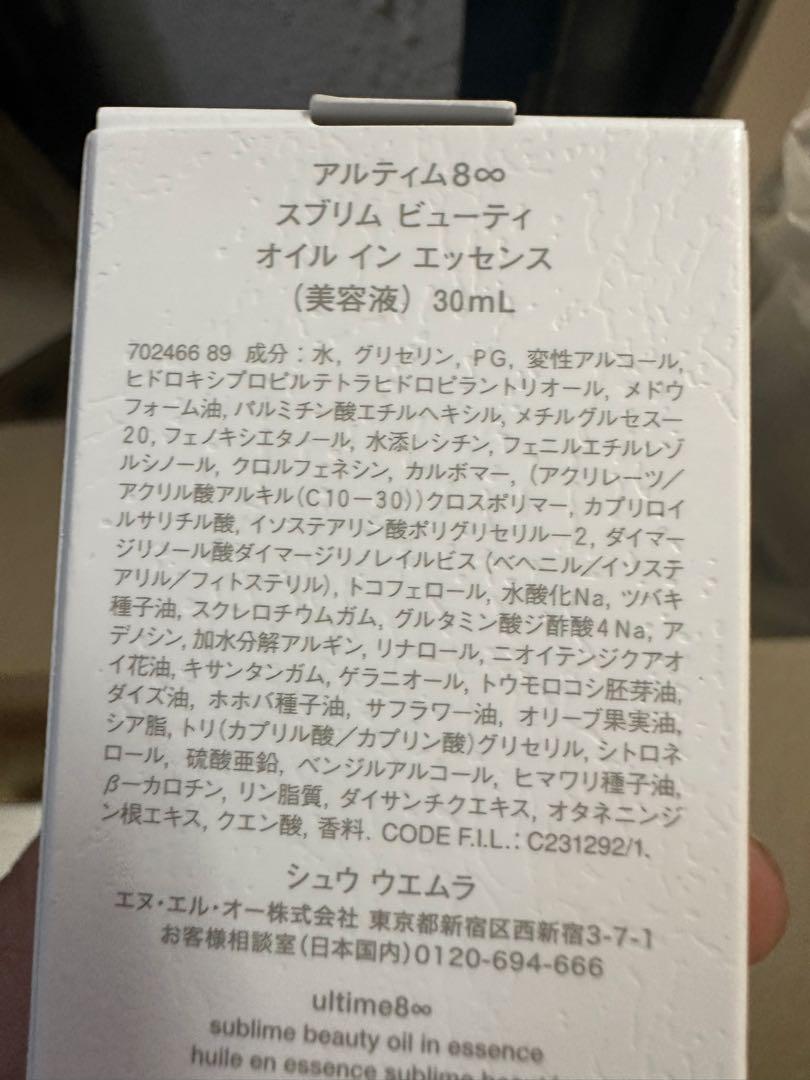 アルティム8∞
スブリム ビューティ
オイル イン エッセンス
(美容液) 30mL
702466 89 成分:水, グリセリン, PG, 変性アルコール,
ヒドロキシプロピルテトラヒドロピラントリオール, メドウ
フォーム油, パルミチン酸エチルヘキシル, メチルグルセスー
20, フェノキシエタノール, 水添レシチン, フェニルエチルレゾ
ルシノール, クロルフェネシン, カルボマー, (アクリレーツ/
アクリル酸アルキル(C10-30))クロスポリマー, カプリロイ
ルサリチル酸, イソステアリン酸ポリグリセリル-2, ダイマー
ジリノール酸ダイマージリノレイルビス(ベヘニル/イソステ
アリル/フィトステリル), トコフェロール, 水酸化Na, ツバキ
種子油, スクレロチウムガム, グルタミン酸ジ酢酸4Na, ア
デノシン, 加水分解アルギン, リナロール, ニオイテンジクアオ
イ花油, キサンタンガム, ゲラニオール, トウモロコシ胚芽油,
ダイズ油, ホホバ種子油, サフラワー油, オリーブ果実油,
シア脂, トリ(カプリル酸/カプリン酸)グリセリル, シトロネ
ロール, 硫酸亜鉛, ベンジルアルコール, ヒマワリ種子油,
β-カロチン, リン脂質, ダイサンチクエキス, オタネニンジ
ン根エキス, クエン酸, 香料. CODE F.I.L.: C231292/1、
シュウ ウエムラ
エヌ・エル・オー株式会社 東京都新宿区西新宿3-7-1
お客様相談室(日本国内)0120-694-666
ultime8∞
sublime beauty oil in essence
huile en essence sublime